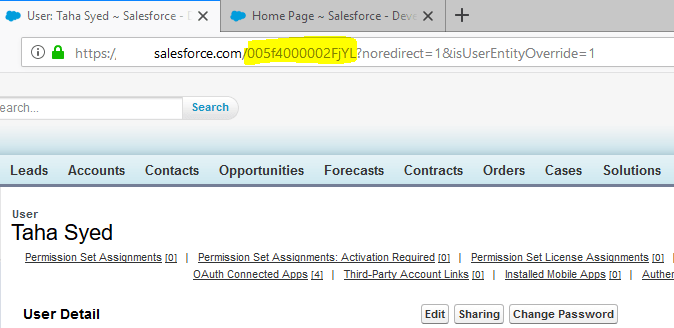 User: Taha Syed ~ Salesforce - D
Home Page ~ Salesforce - Deve
https:/ salesforce.com/005f4000002FjYL?noredirect=1&isUserEntityOverride=1
earch... Search
Leads Accounts Contacts Opportunities Forecasts Contracts Orders Cases Solutions
User
Taha Syed
Permission Set Assignments [0] | Permission Set Assignments: Activation Required [0] | Permission Set License Assignments [0] |
OAuth Connected Apps [4] | Third-Party Account Links [0] | Installed Mobile Apps [0] | Auther
User Detail Edit Sharing Change Password